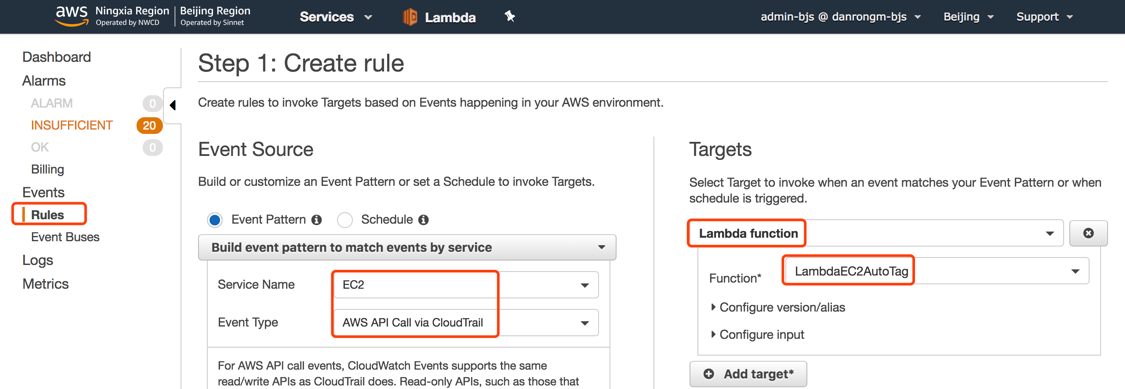 aws Ningxia Region Beijing Region
Operated by NWCD Operated by Sinnet
Services Lambda admin-bjs @ danrongm-bjs Beijing Support
Dashboard
Alarms
ALARM 0
INSUFFICIENT 20
OK 0
Billing
Events
Rules
Event Buses
Logs
Metrics
Step 1: Create rule
Create rules to invoke Targets based on Events happening in your AWS environment.
Event Source
Build or customize an Event Pattern or set a Schedule to invoke Targets.
Event Pattern Schedule
Build event pattern to match events by service
Service Name EC2
Event Type AWS API Call via CloudTrail
For AWS API call events, CloudWatch Events supports the same
read/write APIs as CloudTrail does. Read-only APIs, such as those that
Targets
Select Target to invoke when an event matches your Event Pattern or when
schedule is triggered.
Lambda function
Function* LambdaEC2AutoTag
Configure version/alias
Configure input
Add target*